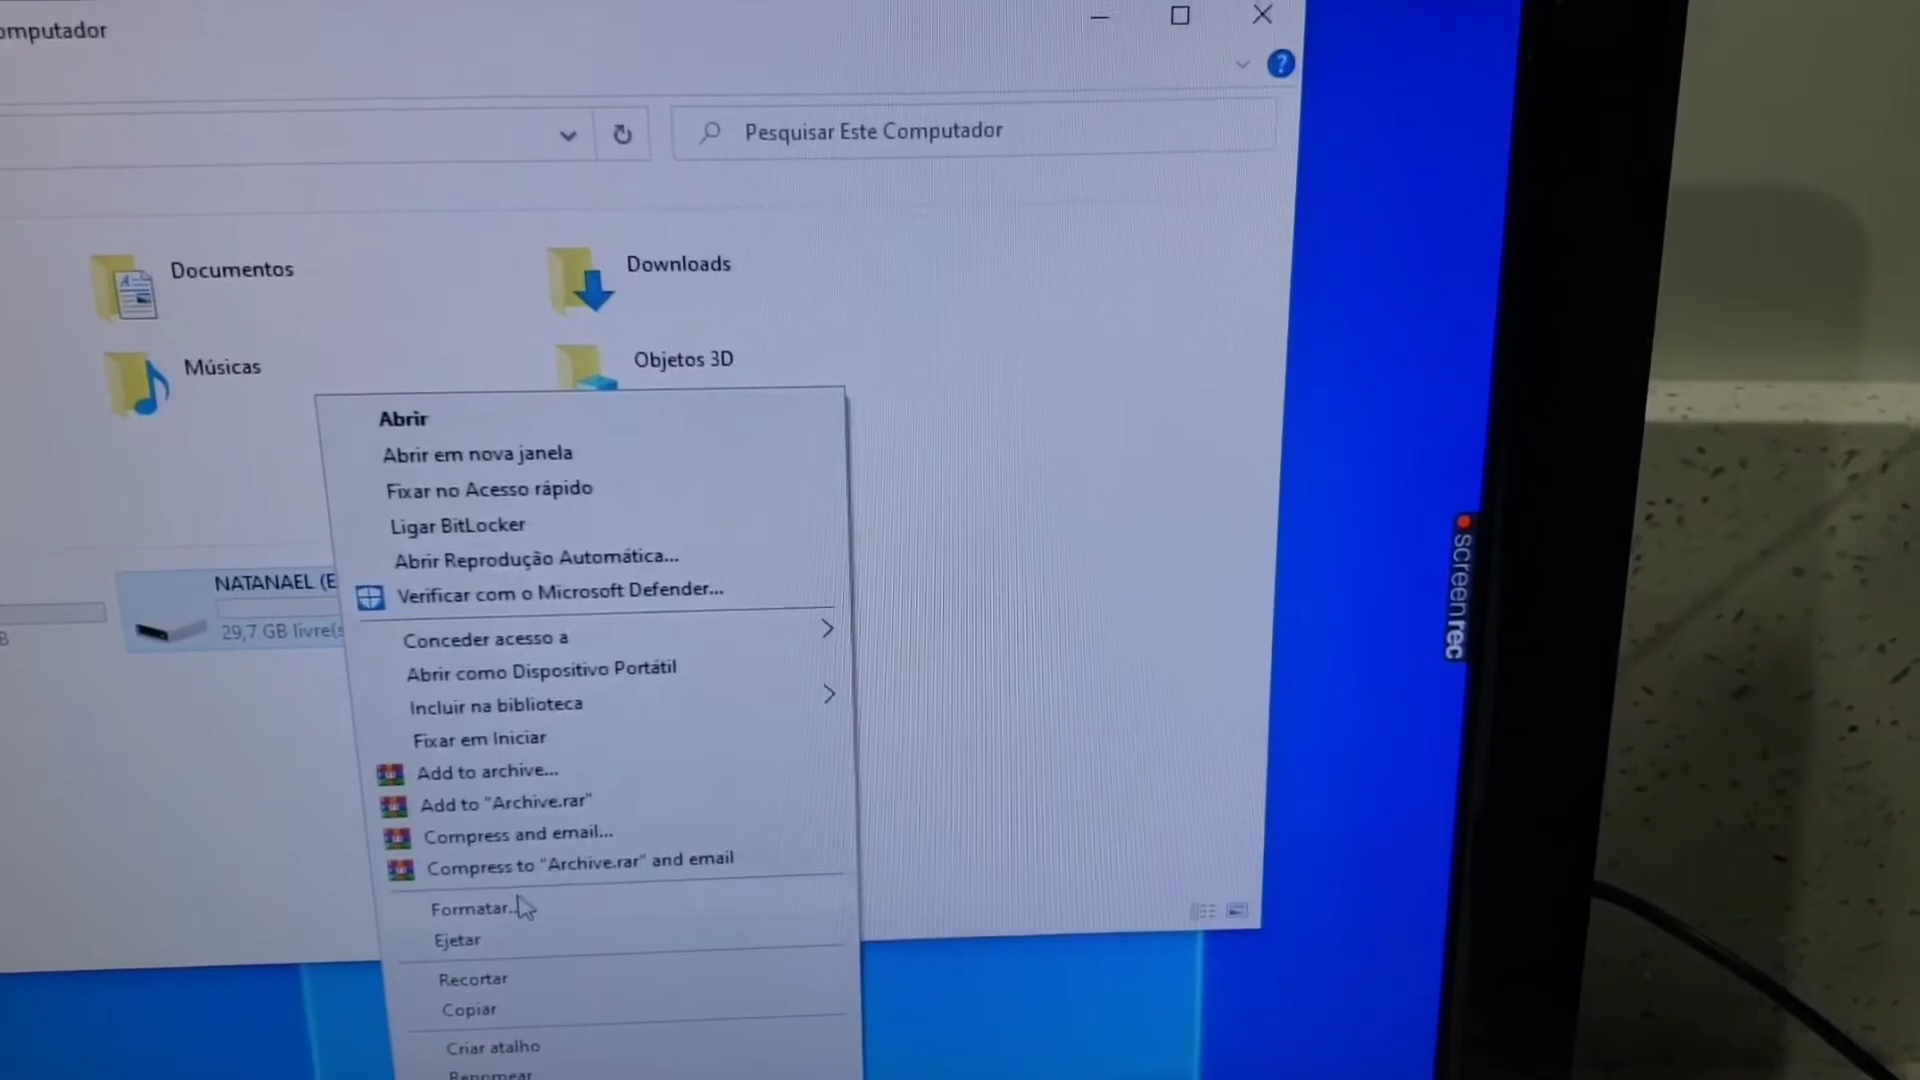 omputador
?
Pesquisar Este Computador
Documentos
Downloads
Músicas
Objetos 3D
Abrir
Abrir em nova janela
Fixar no Acesso rápido
Ligar BitLocker
Abrir Reprodução Automática...
NATANAEL (E
Verificar com o Microsoft Defender...
B
29,7 GB livre(s
Conceder acesso a
Abrir como Dispositivo Portátil
Incluir na biblioteca
Fixar em Iniciar
Add to archive...
Add to "Archive.rar"
Compress and email...
Compress to "Archive.rar" and email
Formatar...
Ejetar
Recortar
Copiar
Criar atalho
Renomear
screenrec